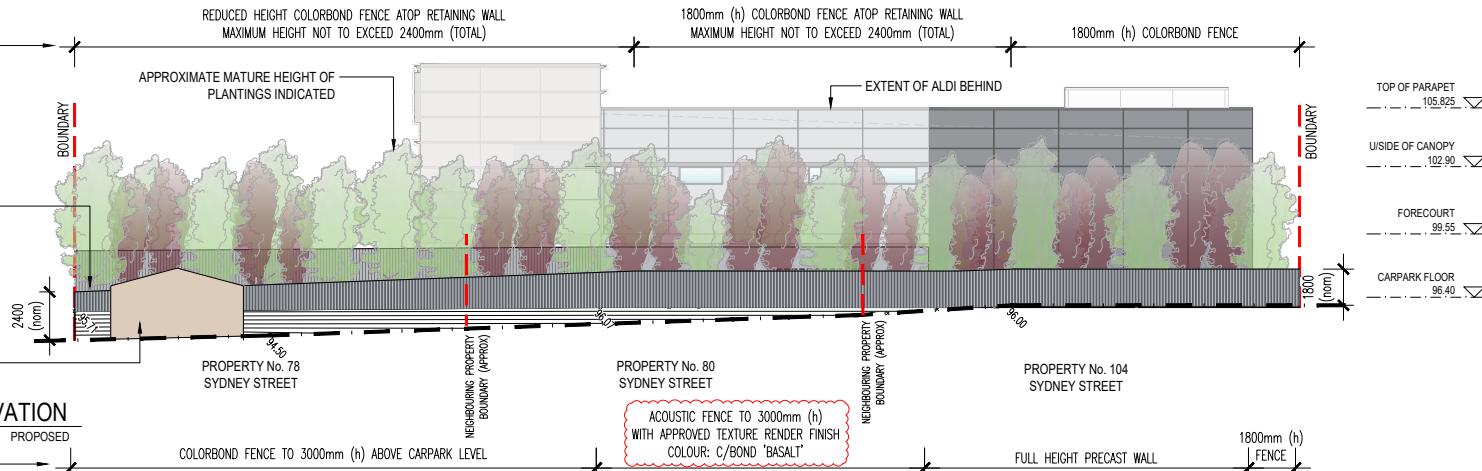 REDUCED HEIGHT COLORBOND FENCE ATOP RETAINING WALL
MAXIMUM HEIGHT NOT TO EXCEED 2400mm (TOTAL)
1800mm (h) COLORBOND FENCE ATOP RETAINING WALL
MAXIMUM HEIGHT NOT TO EXCEED 2400mm (TOTAL)
1800mm (h) COLORBOND FENCE
APPROXIMATE MATURE HEIGHT OF
PLANTINGS INDICATED
EXTENT OF ALDI BEHIND
BOUNDARY
BOUNDARY
TOP OF PARAPET
105.825
U/SIDE OF CANOPY
102.90
FORECOURT
99.55
CARPARK FLOOR
96.40
2400
(nom)
1800
(nom)
95.71
94.50
96.07
96.00
PROPERTY No. 78
SYDNEY STREET
NEIGHBOURING PROPERTY
BOUNDARY (APPROX)
PROPERTY No. 80
SYDNEY STREET
NEIGHBOURING PROPERTY
BOUNDARY (APPROX)
PROPERTY No. 104
SYDNEY STREET
VATION
PROPOSED
COLORBOND FENCE TO 3000mm (h) ABOVE CARPARK LEVEL
ACOUSTIC FENCE TO 3000mm (h)
WITH APPROVED TEXTURE RENDER FINISH
COLOUR: C/BOND 'BASALT'
FULL HEIGHT PRECAST WALL
1800mm (h)
FENCE